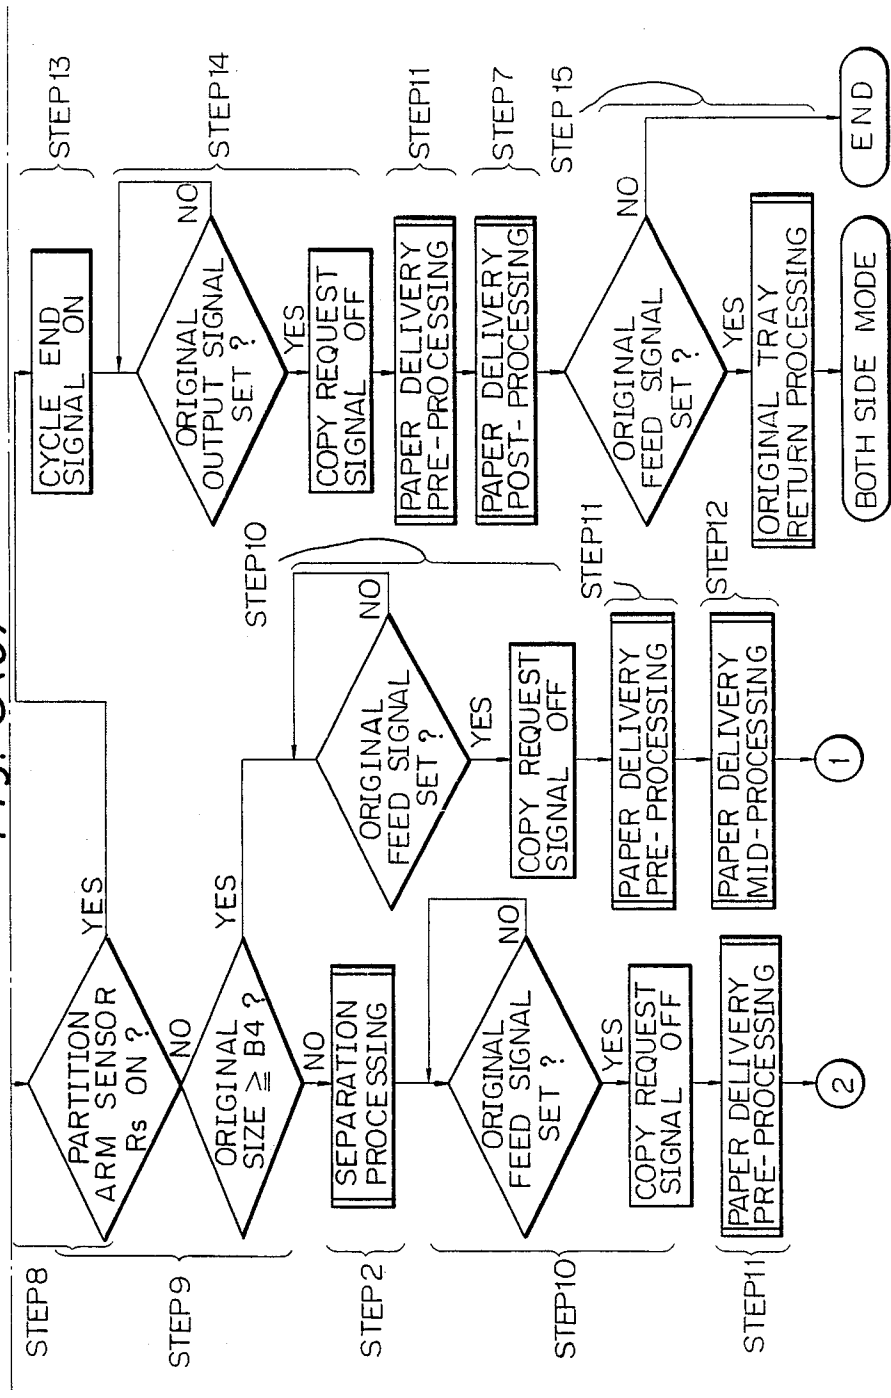 STEP8
PARTITION
ARM SENSOR
Rs ON ?
YES
NO
STEP9
ORIGINAL
SIZE ≧ B4 ?
YES
NO
STEP2
SEPARATION
PROCESSING
STEP10
ORIGINAL
FEED SIGNAL
SET ?
NO
YES
COPY REQUEST
SIGNAL OFF
STEP11
PAPER DELIVERY
PRE-PROCESSING
2
STEP10
ORIGINAL
FEED SIGNAL
SET ?
NO
YES
COPY REQUEST
SIGNAL OFF
STEP11
PAPER DELIVERY
PRE-PROCESSING
STEP12
PAPER DELIVERY
MID-PROCESSING
1
CYCLE END
SIGNAL ON
STEP13
ORIGINAL
OUTPUT SIGNAL
SET ?
NO
STEP14
YES
COPY REQUEST
SIGNAL OFF
PAPER DELIVERY
PRE-PROCESSING
STEP11
PAPER DELIVERY
POST-PROCESSING
STEP7
STEP15
ORIGINAL
FEED SIGNAL
SET ?
NO
YES
ORIGINAL TRAY
RETURN PROCESSING
BOTH SIDE MODE
END